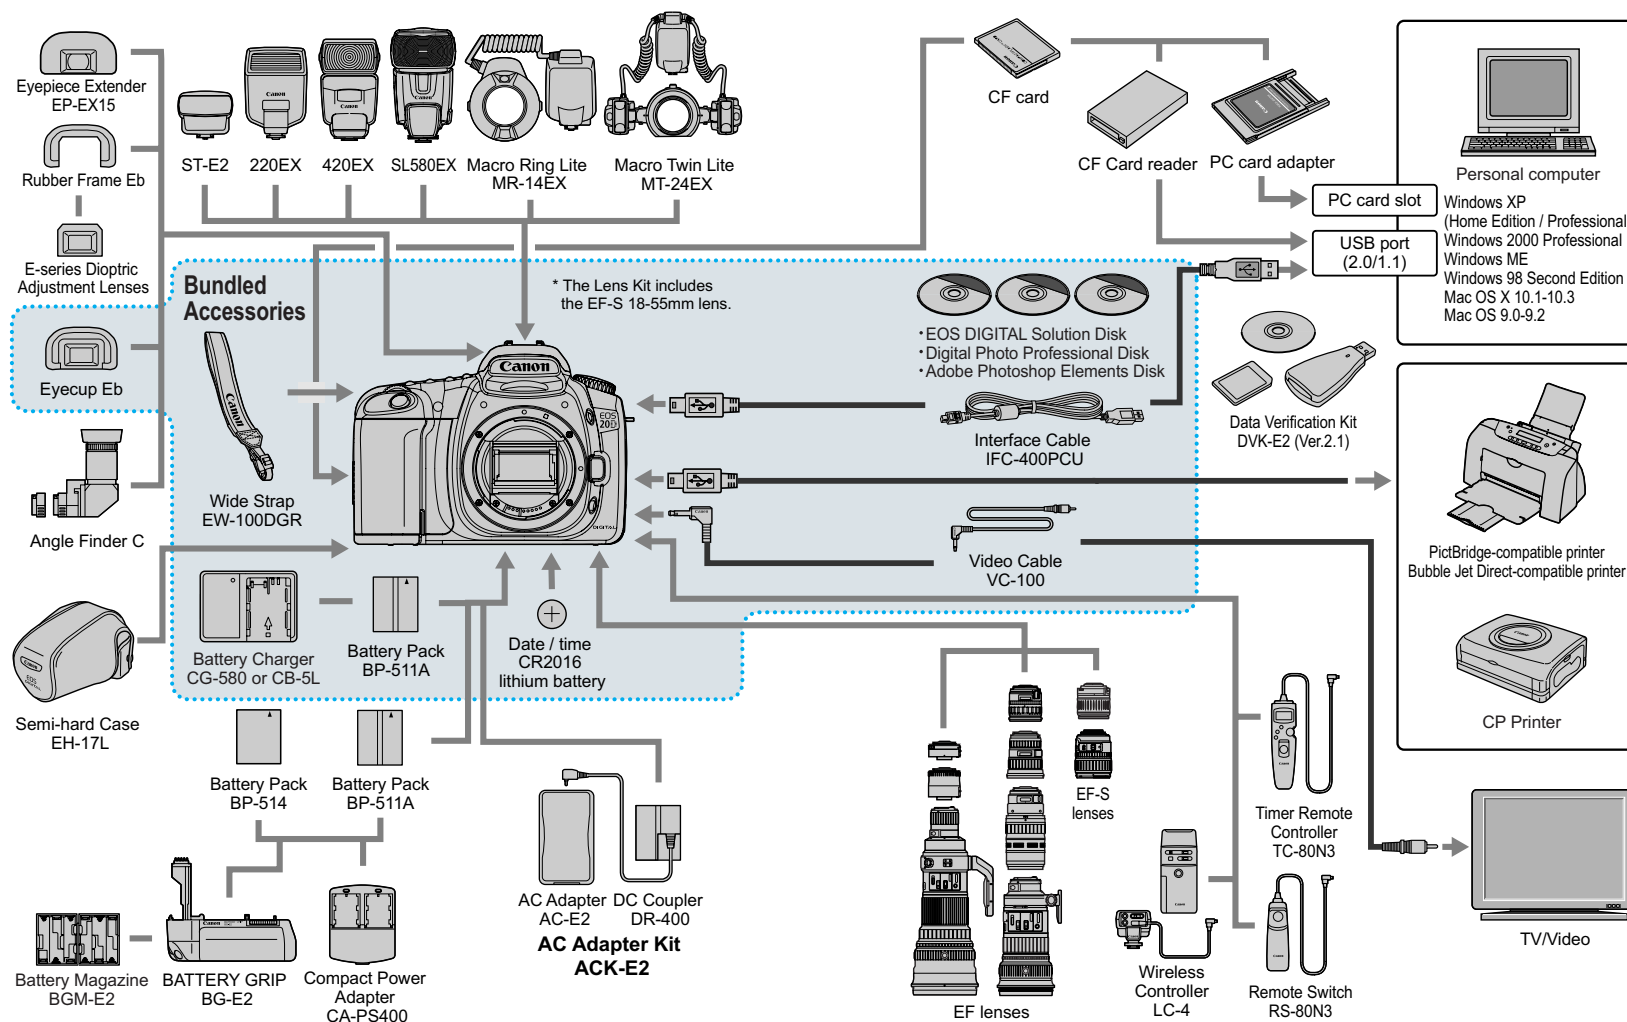 Eyepiece Extender
EP-EX15
Rubber Frame Eb
E-series Dioptric
Adjustment Lenses
Eyecup Eb
Angle Finder C
Semi-hard Case
EH-17L
ST-E2
220EX
420EX
SL580EX
Macro Ring Lite
MR-14EX
Macro Twin Lite
MT-24EX
CF card
CF Card reader
PC card adapter
PC card slot
USB port
(2.0/1.1)
Personal computer
Windows XP
(Home Edition / Professional
Windows 2000 Professional
Windows ME
Windows 98 Second Edition
Mac OS X 10.1-10.3
Mac OS 9.0-9.2
Bundled
Accessories
* The Lens Kit includes
the EF-S 18-55mm lens.
•EOS DIGITAL Solution Disk
•Digital Photo Professional Disk
•Adobe Photoshop Elements Disk
Canon
EOS
20D
DIGITAL
Canon
Wide Strap
EW-100DGR
Interface Cable
IFC-400PCU
Data Verification Kit
DVK-E2 (Ver.2.1)
Video Cable
VC-100
PictBridge-compatible printer
Bubble Jet Direct-compatible printer
CP Printer
Battery Charger
CG-580 or CB-5L
Battery Pack
BP-511A
Date / time
CR2016
lithium battery
Battery Pack
BP-514
Battery Pack
BP-511A
Battery Magazine
BGM-E2
BATTERY GRIP
BG-E2
Compact Power
Adapter
CA-PS400
AC Adapter
AC-E2
DC Coupler
DR-400
AC Adapter Kit
ACK-E2
EF lenses
EF-S
lenses
Wireless
Controller
LC-4
Timer Remote
Controller
TC-80N3
Remote Switch
RS-80N3
TV/Video